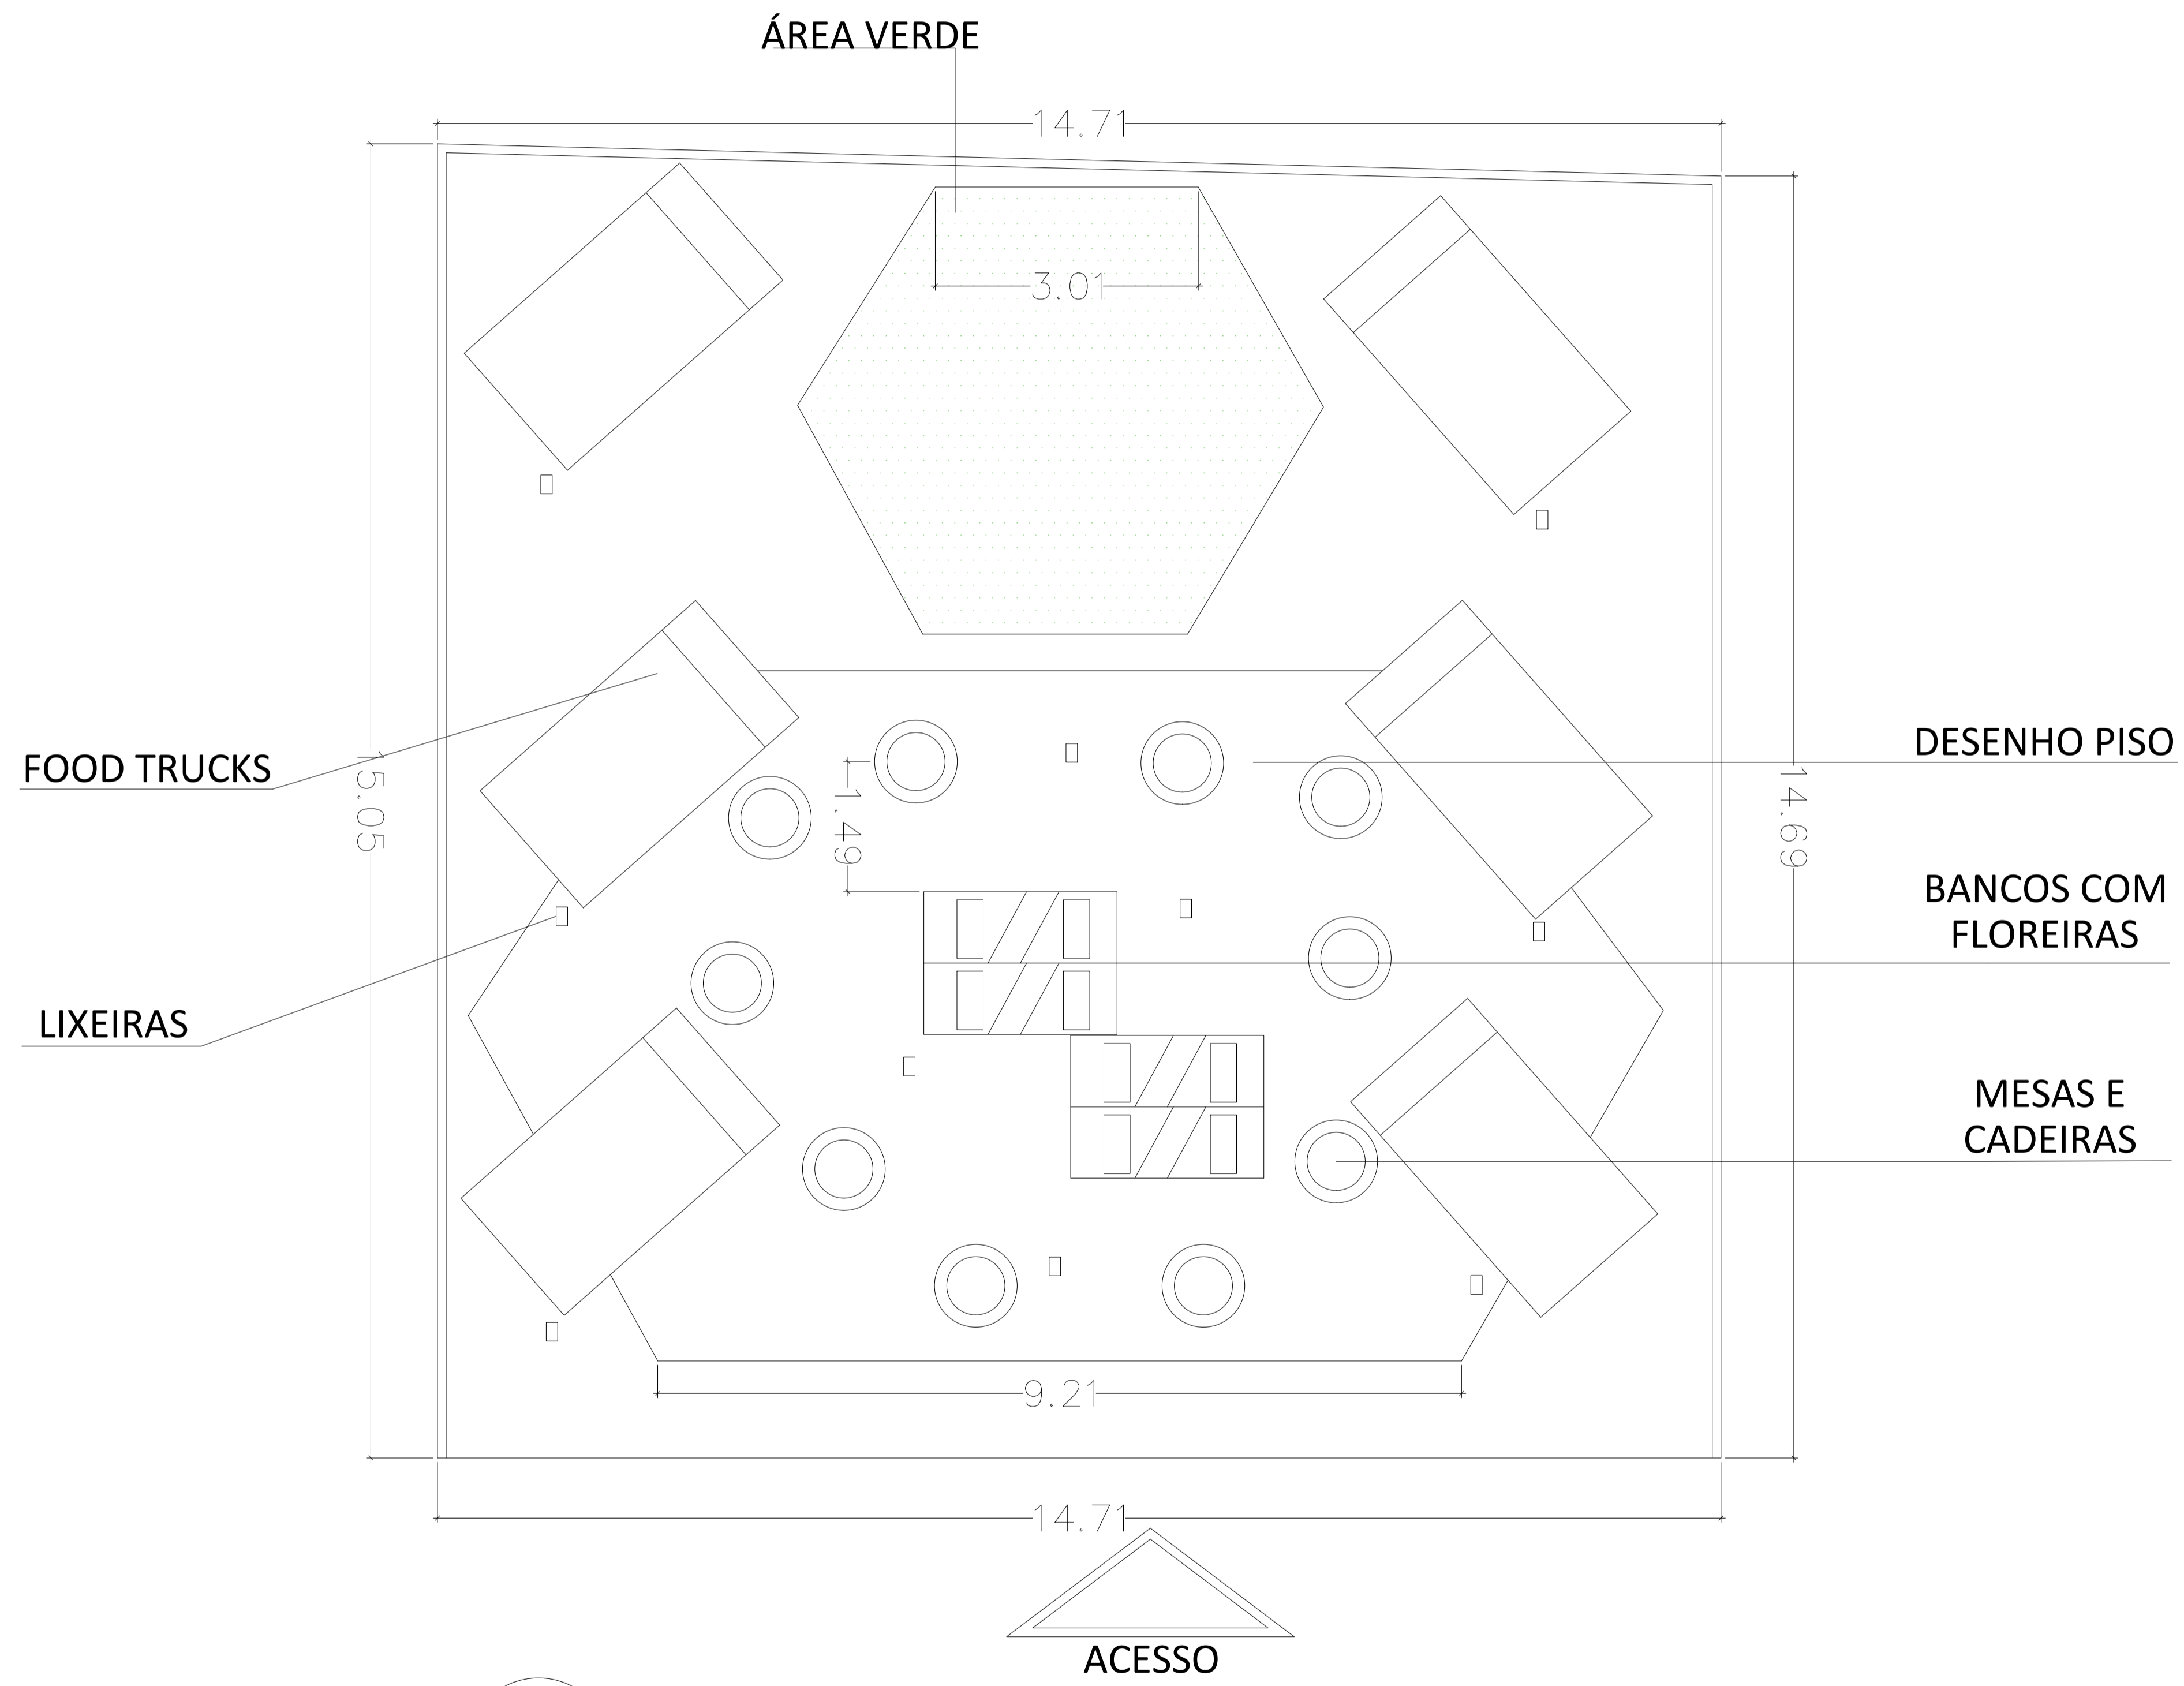 ÁREA VERDE
14.71
3.01
FOOD TRUCKS
15.05
1.49
14.69
DESENHO PISO
BANCOS COM
FLOREIRAS
LIXEIRAS
MESAS E
CADEIRAS
9.21
14.71
ACESSO